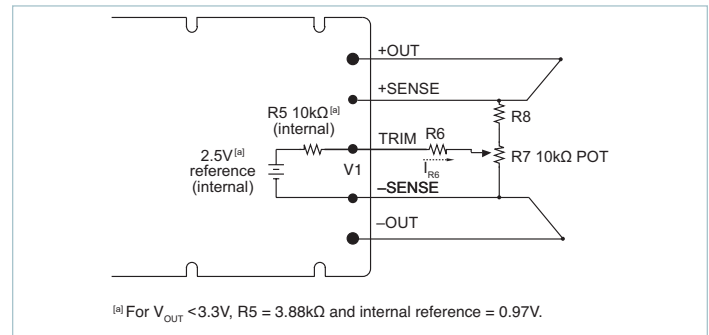 +OUT
+SENSE
R5 10kΩ[a]
(internal)
R8
TRIM
R6
2.5V[a]
reference
(internal)
V1
IR6
R7 10kΩ POT
–SENSE
–OUT
[a] For VOUT <3.3V, R5 = 3.88kΩ and internal reference = 0.97V.